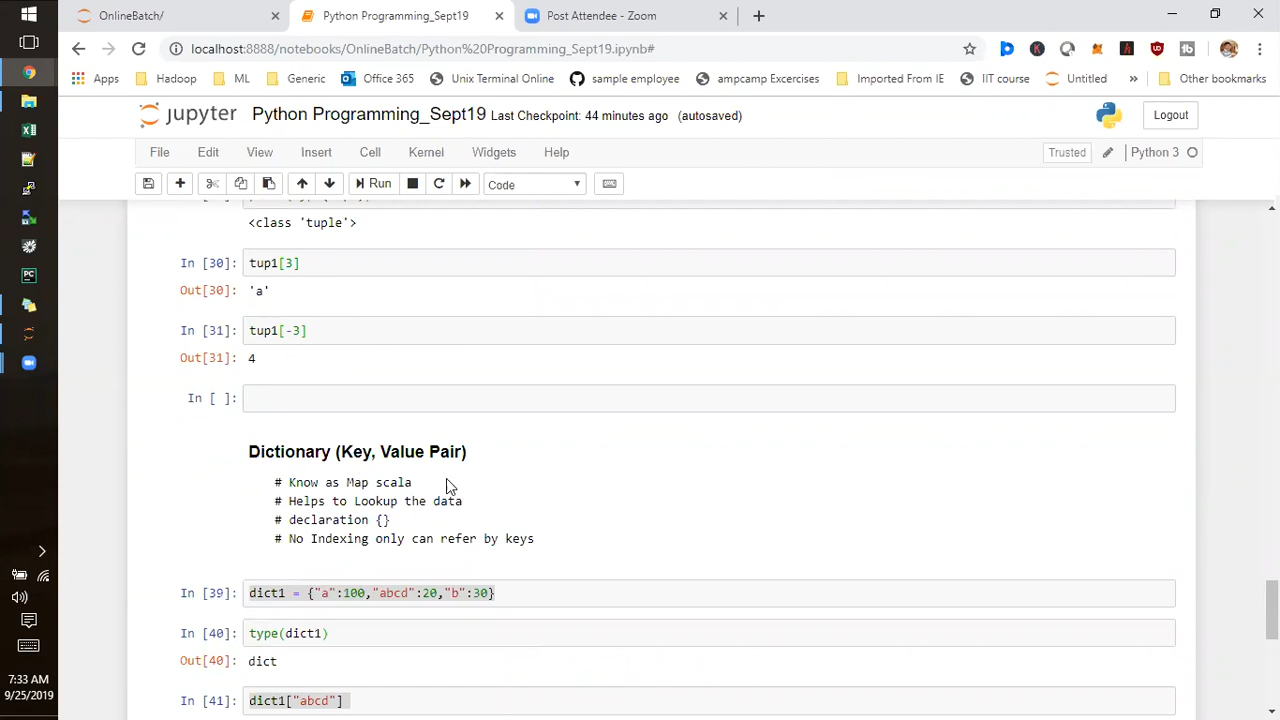 OnlineBatch/
Python Programming_Sept19
Post Attendee - Zoom
localhost:8888/notebooks/OnlineBatch/Python%20Programming_Sept19.ipynb#
Apps
Hadoop
ML
Generic
Office 365
Unix Terminal Online
sample employee
ampcamp Excercises
Imported From IE
IIT course
Untitled
»
Other bookmarks
jupyter Python Programming_Sept19 Last Checkpoint: 44 minutes ago (autosaved)
Logout
File Edit View Insert Cell Kernel Widgets Help
Trusted
Python 3
Run
Code
<class 'tuple'>
In [30]: tup1[3]
Out[30]: 'a'
In [31]: tup1[-3]
Out[31]: 4
In [ ]:
Dictionary (Key, Value Pair)
# Know as Map scala
# Helps to Lookup the data
# declaration {}
# No Indexing only can refer by keys
In [39]: dict1 = {"a":100,"abcd":20,"b":30}
In [40]: type(dict1)
Out[40]: dict
In [41]: dict1["abcd"]
7:33 AM
9/25/2019